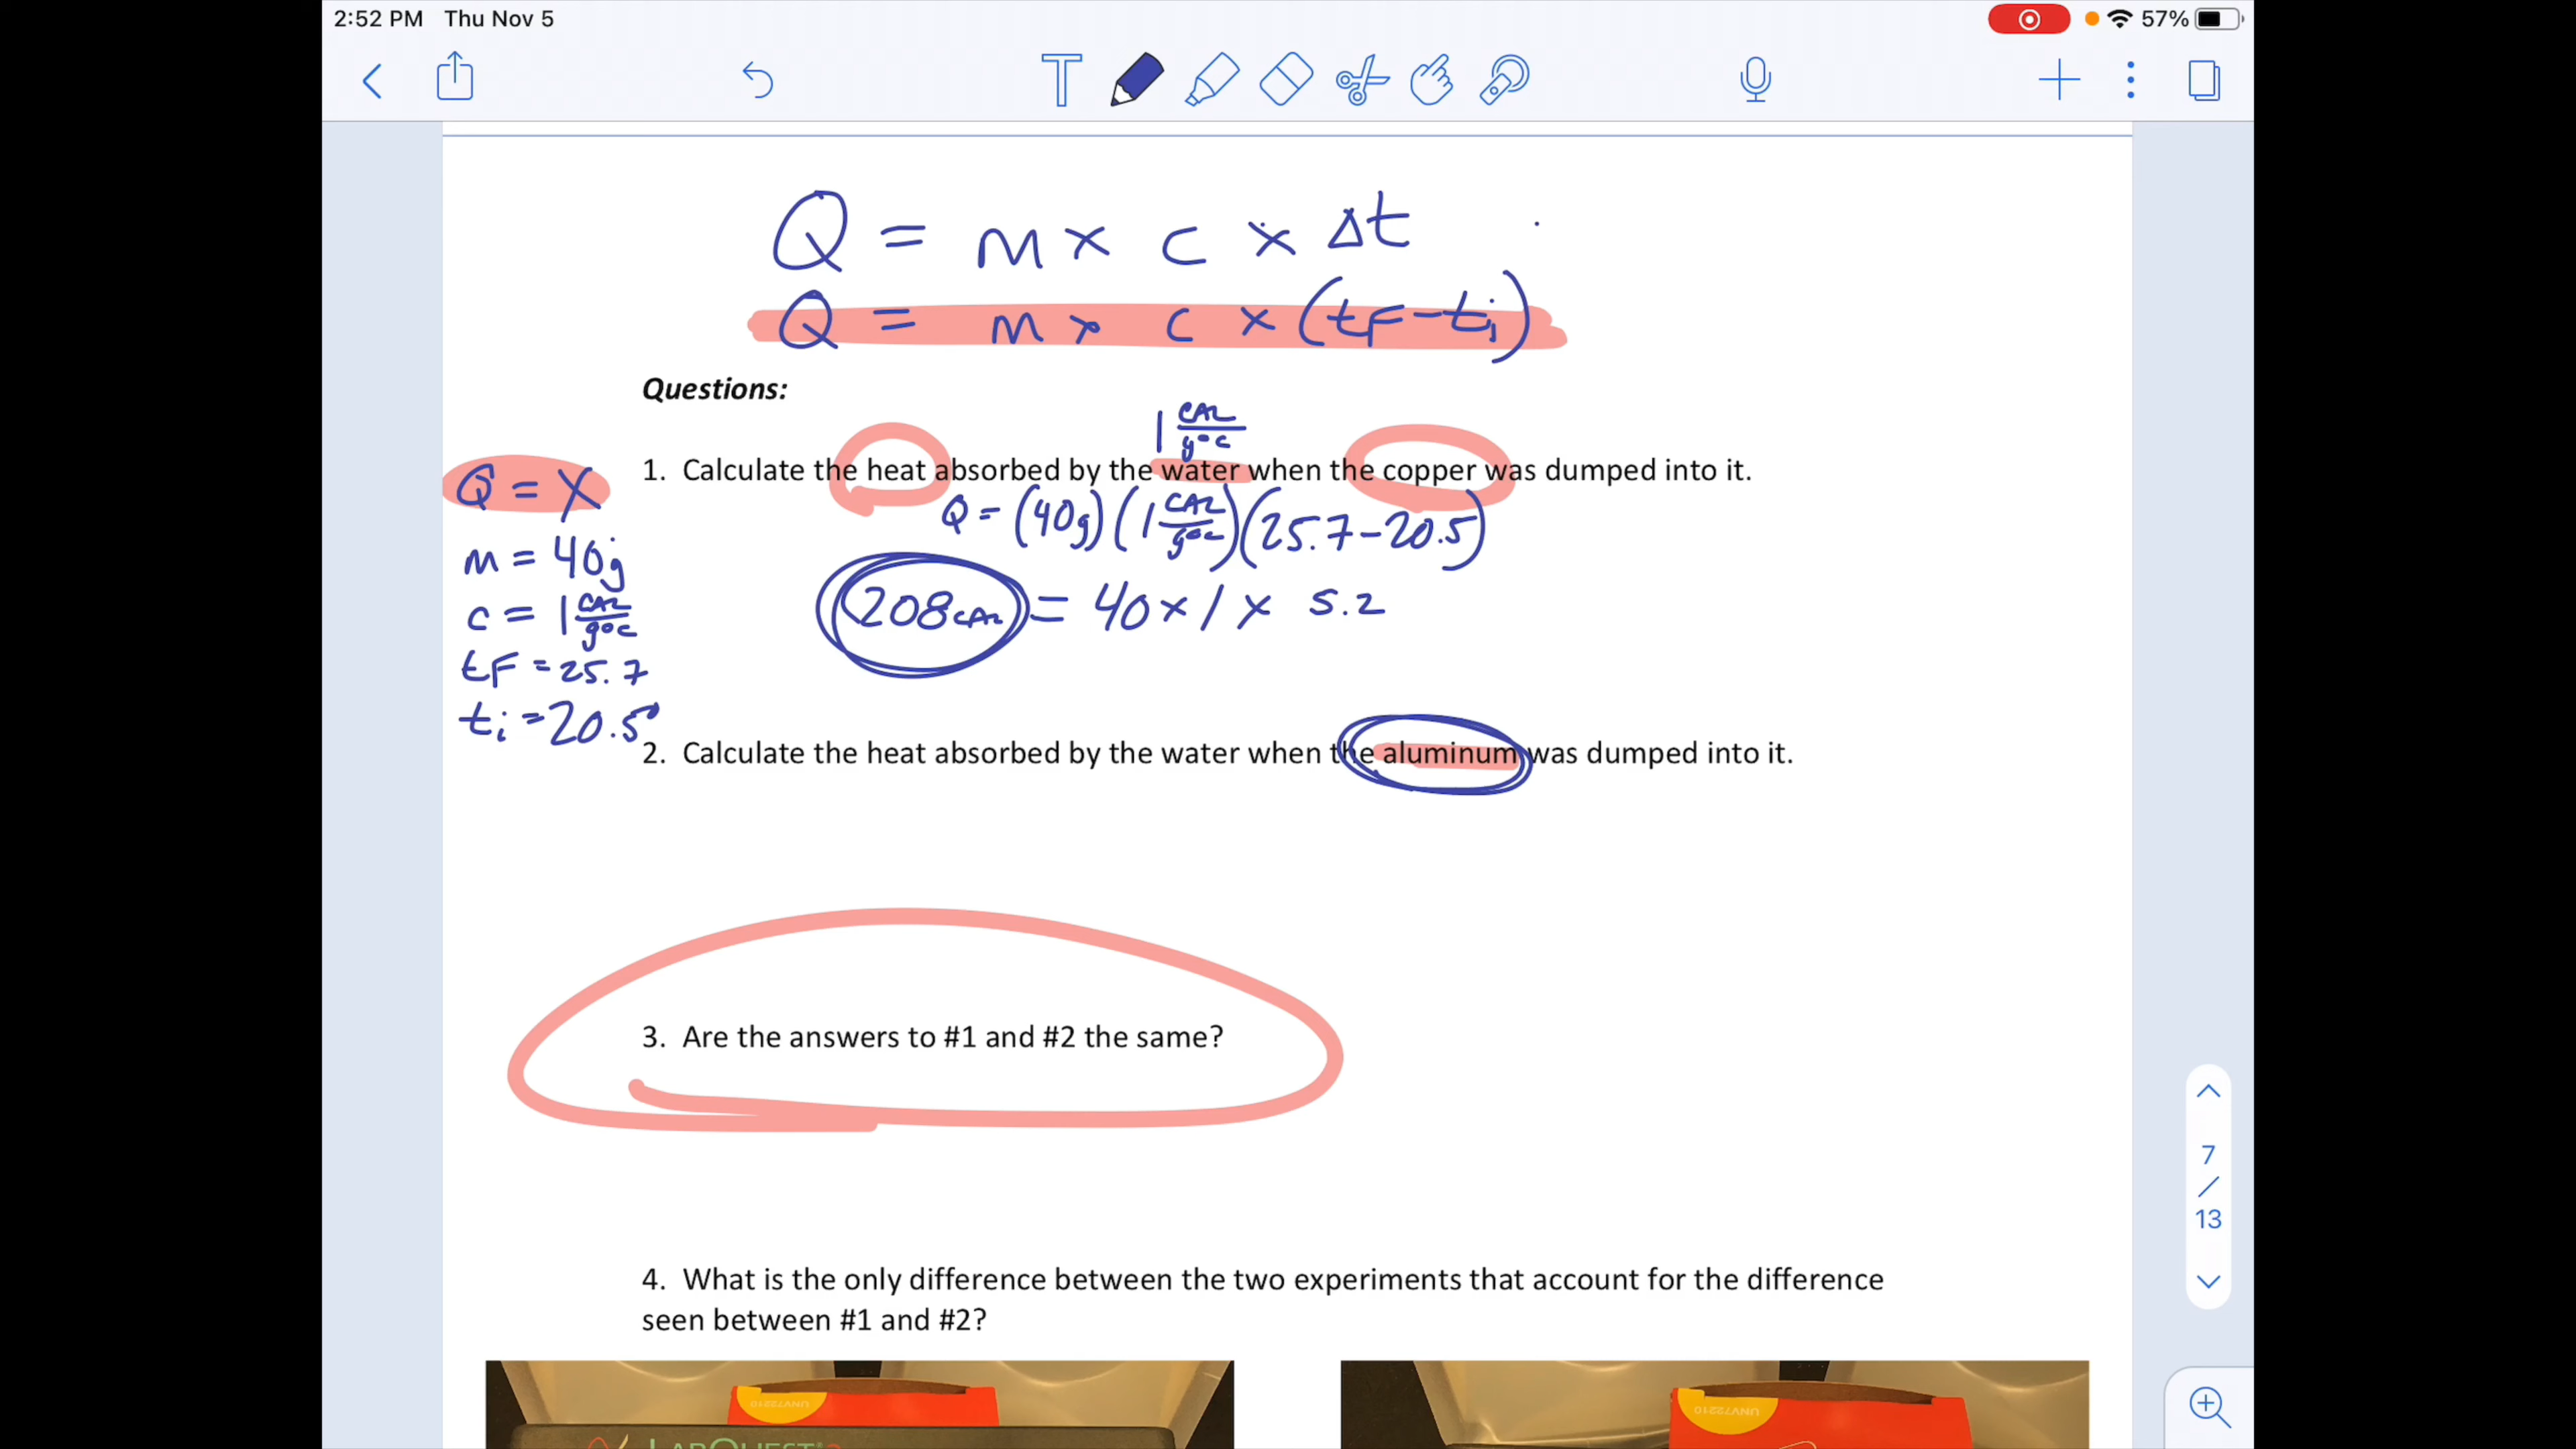 2:52 PM Thu Nov 5
57%
T
Q = m x c x Δt
Q = m x c x (tF - ti)
Questions:
1 CAL/g°C
1. Calculate the heat absorbed by the water when the copper was dumped into it.
Q = X
Q = (40g) (1 CAL/g°C) (25.7 - 20.5)
m = 40g
208 CAL = 40 x 1 x 5.2
c = 1 CAL/g°C
tF = 25.7
ti = 20.5°
2. Calculate the heat absorbed by the water when the aluminum was dumped into it.
3. Are the answers to #1 and #2 the same?
7
/
13
4. What is the only difference between the two experiments that account for the difference
seen between #1 and #2?
UNV72210
UNV72210
LABQUEST 2